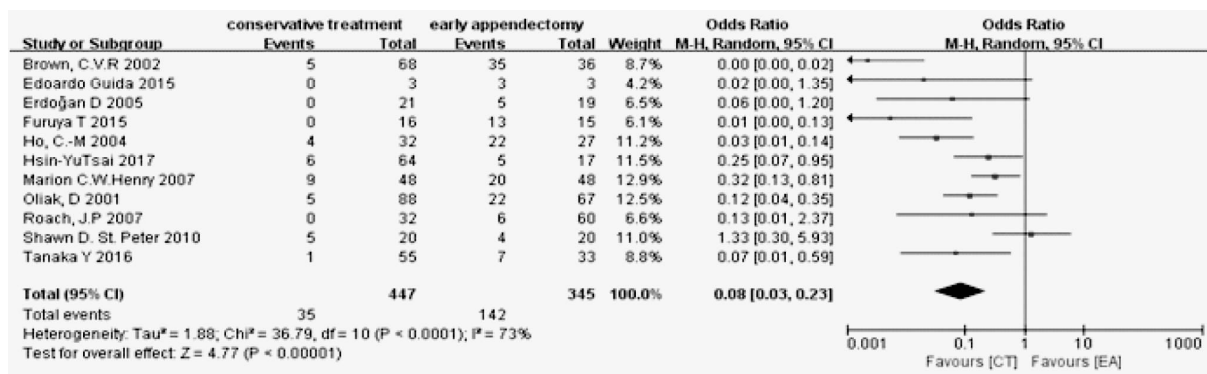 conservative treatment early appendectomy Odds Ratio Odds Ratio
Study or Subgroup Events Total Events Total Weight M-H, Random, 95% CI M-H, Random, 95% CI
Brown, C.V.R 2002 5 68 35 36 8.7% 0.00 [0.00, 0.02]
Edoardo Guida 2015 0 3 3 3 4.2% 0.02 [0.00, 1.35]
Erdoğan D 2005 0 21 5 19 6.5% 0.06 [0.00, 1.20]
Furuya T 2015 0 16 13 15 6.1% 0.01 [0.00, 0.13]
Ho, C.-M 2004 4 32 22 27 11.2% 0.03 [0.01, 0.14]
Hsin-YuTsai 2017 6 64 5 17 11.5% 0.25 [0.07, 0.95]
Marion C.W.Henry 2007 9 48 20 48 12.9% 0.32 [0.13, 0.81]
Oliak, D 2001 5 88 22 67 12.5% 0.12 [0.04, 0.35]
Roach, J.P 2007 0 32 6 60 6.6% 0.13 [0.01, 2.37]
Shawn D. St. Peter 2010 5 20 4 20 11.0% 1.33 [0.30, 5.93]
Tanaka Y 2016 1 55 7 33 8.8% 0.07 [0.01, 0.59]
Total (95% CI) 447 345 100.0% 0.08 [0.03, 0.23]
Total events 35 142
Heterogeneity: Tau² = 1.88; Chi² = 36.79, df = 10 (P < 0.0001); I² = 73%
Test for overall effect: Z = 4.77 (P < 0.00001)
0.001 0.1 1 10 1000
Favours [CT] Favours [EA]